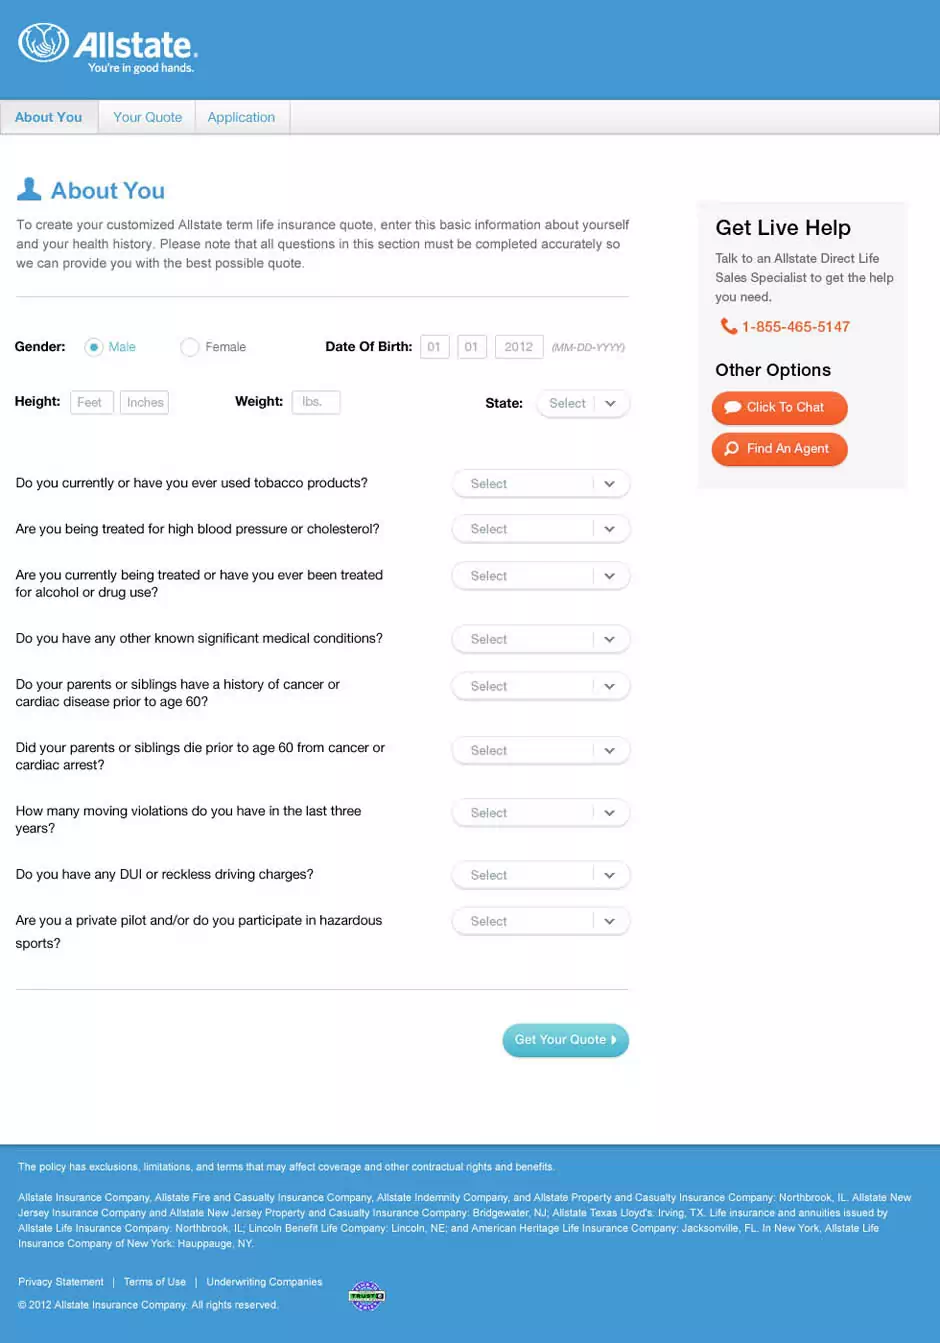 Allstate.
You're in good hands.
About You
Your Quote
Application
About You
To create your customized Allstate term life insurance quote, enter this basic information about yourself
and your health history. Please note that all questions in this section must be completed accurately so
we can provide you with the best possible quote.
Gender: Male Female Date Of Birth: 01 01 2012 (MM-DD-YYYY)
Height: Feet Inches Weight: lbs. State: Select
Do you currently or have you ever used tobacco products? Select
Are you being treated for high blood pressure or cholesterol? Select
Are you currently being treated or have you ever been treated
for alcohol or drug use?
Select
Do you have any other known significant medical conditions? Select
Do your parents or siblings have a history of cancer or
cardiac disease prior to age 60?
Select
Did your parents or siblings die prior to age 60 from cancer or
cardiac arrest?
Select
How many moving violations do you have in the last three
years?
Select
Do you have any DUI or reckless driving charges? Select
Are you a private pilot and/or do you participate in hazardous
sports?
Select
Get Your Quote
Get Live Help
Talk to an Allstate Direct Life
Sales Specialist to get the help
you need.
1-855-465-5147
Other Options
Click To Chat
Find An Agent
The policy has exclusions, limitations, and terms that may affect coverage and other contractual rights and benefits.
Allstate Insurance Company, Allstate Fire and Casualty Insurance Company, Allstate Indemnity Company, and Allstate Property and Casualty Insurance Company: Northbrook, IL. Allstate New
Jersey Insurance Company and Allstate New Jersey Property and Casualty Insurance Company: Bridgewater, NJ; Allstate Texas Lloyd's: Irving, TX. Life insurance and annuities issued by
Allstate Life Insurance Company: Northbrook, IL; Lincoln Benefit Life Company: Lincoln, NE; and American Heritage Life Insurance Company: Jacksonville, FL. In New York, Allstate Life
Insurance Company of New York: Hauppauge, NY.
Privacy Statement | Terms of Use | Underwriting Companies
© 2012 Allstate Insurance Company. All rights reserved.
TRUSTe